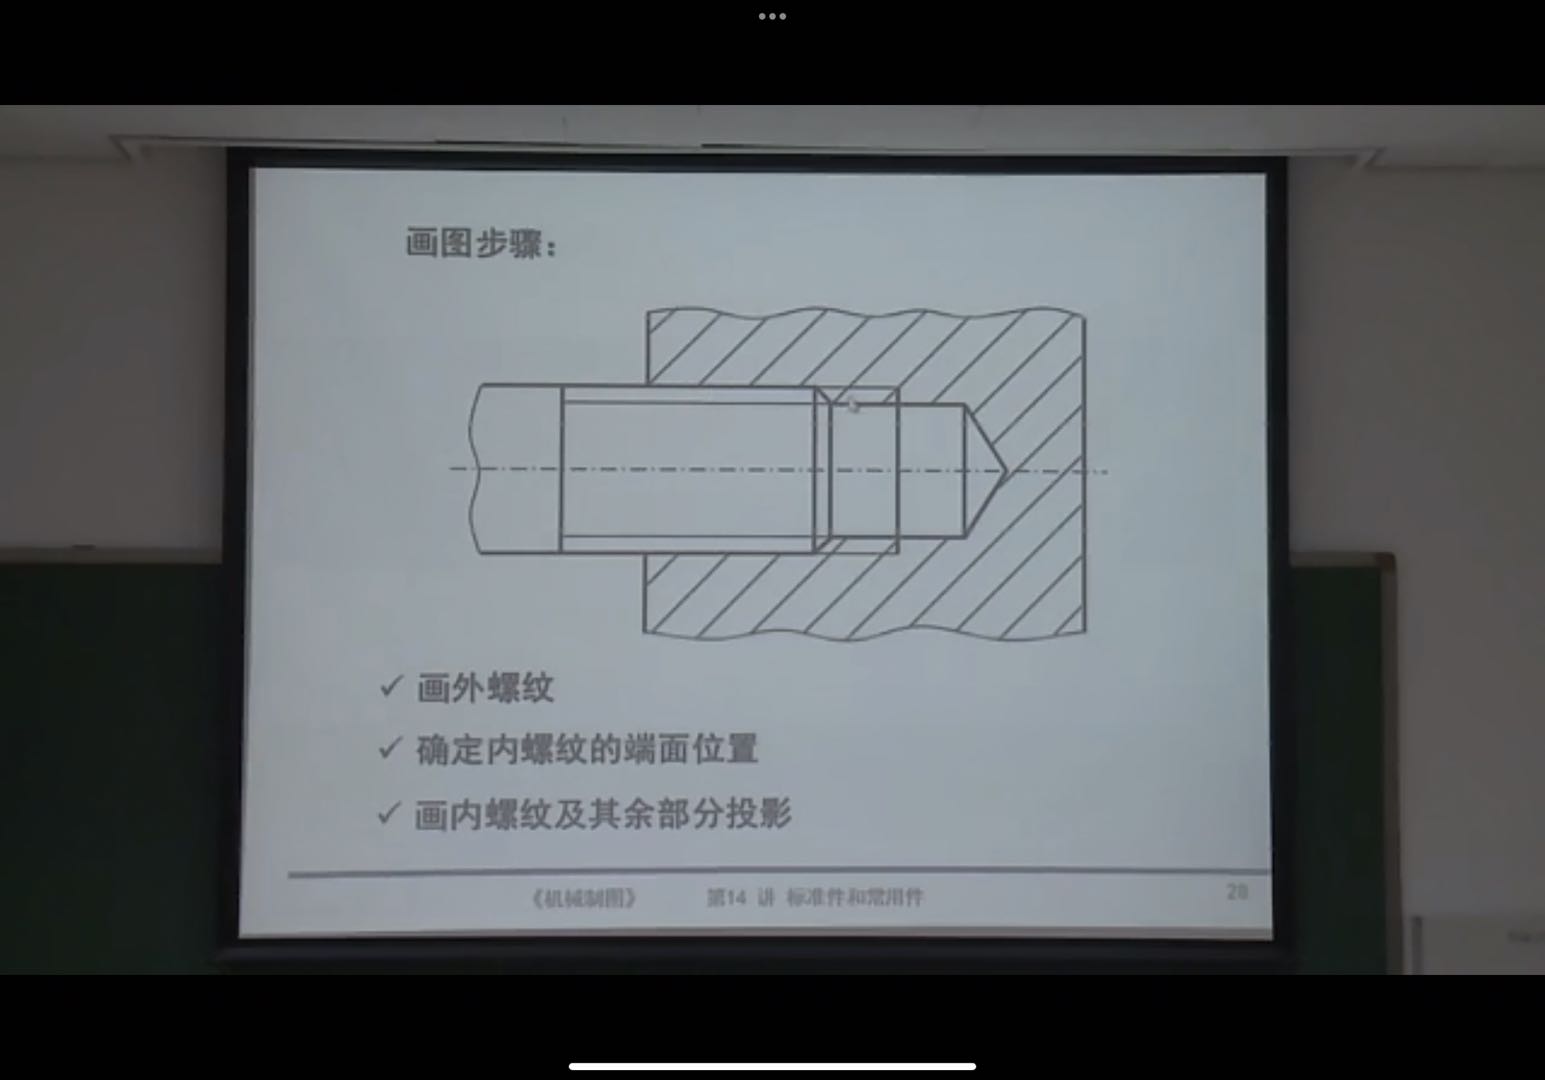 画图步骤：
✓ 画外螺纹
✓ 确定内螺纹的端面位置
✓ 画内螺纹及其余部分投影
《机械制图》 第14 讲 标准件和常用件 28